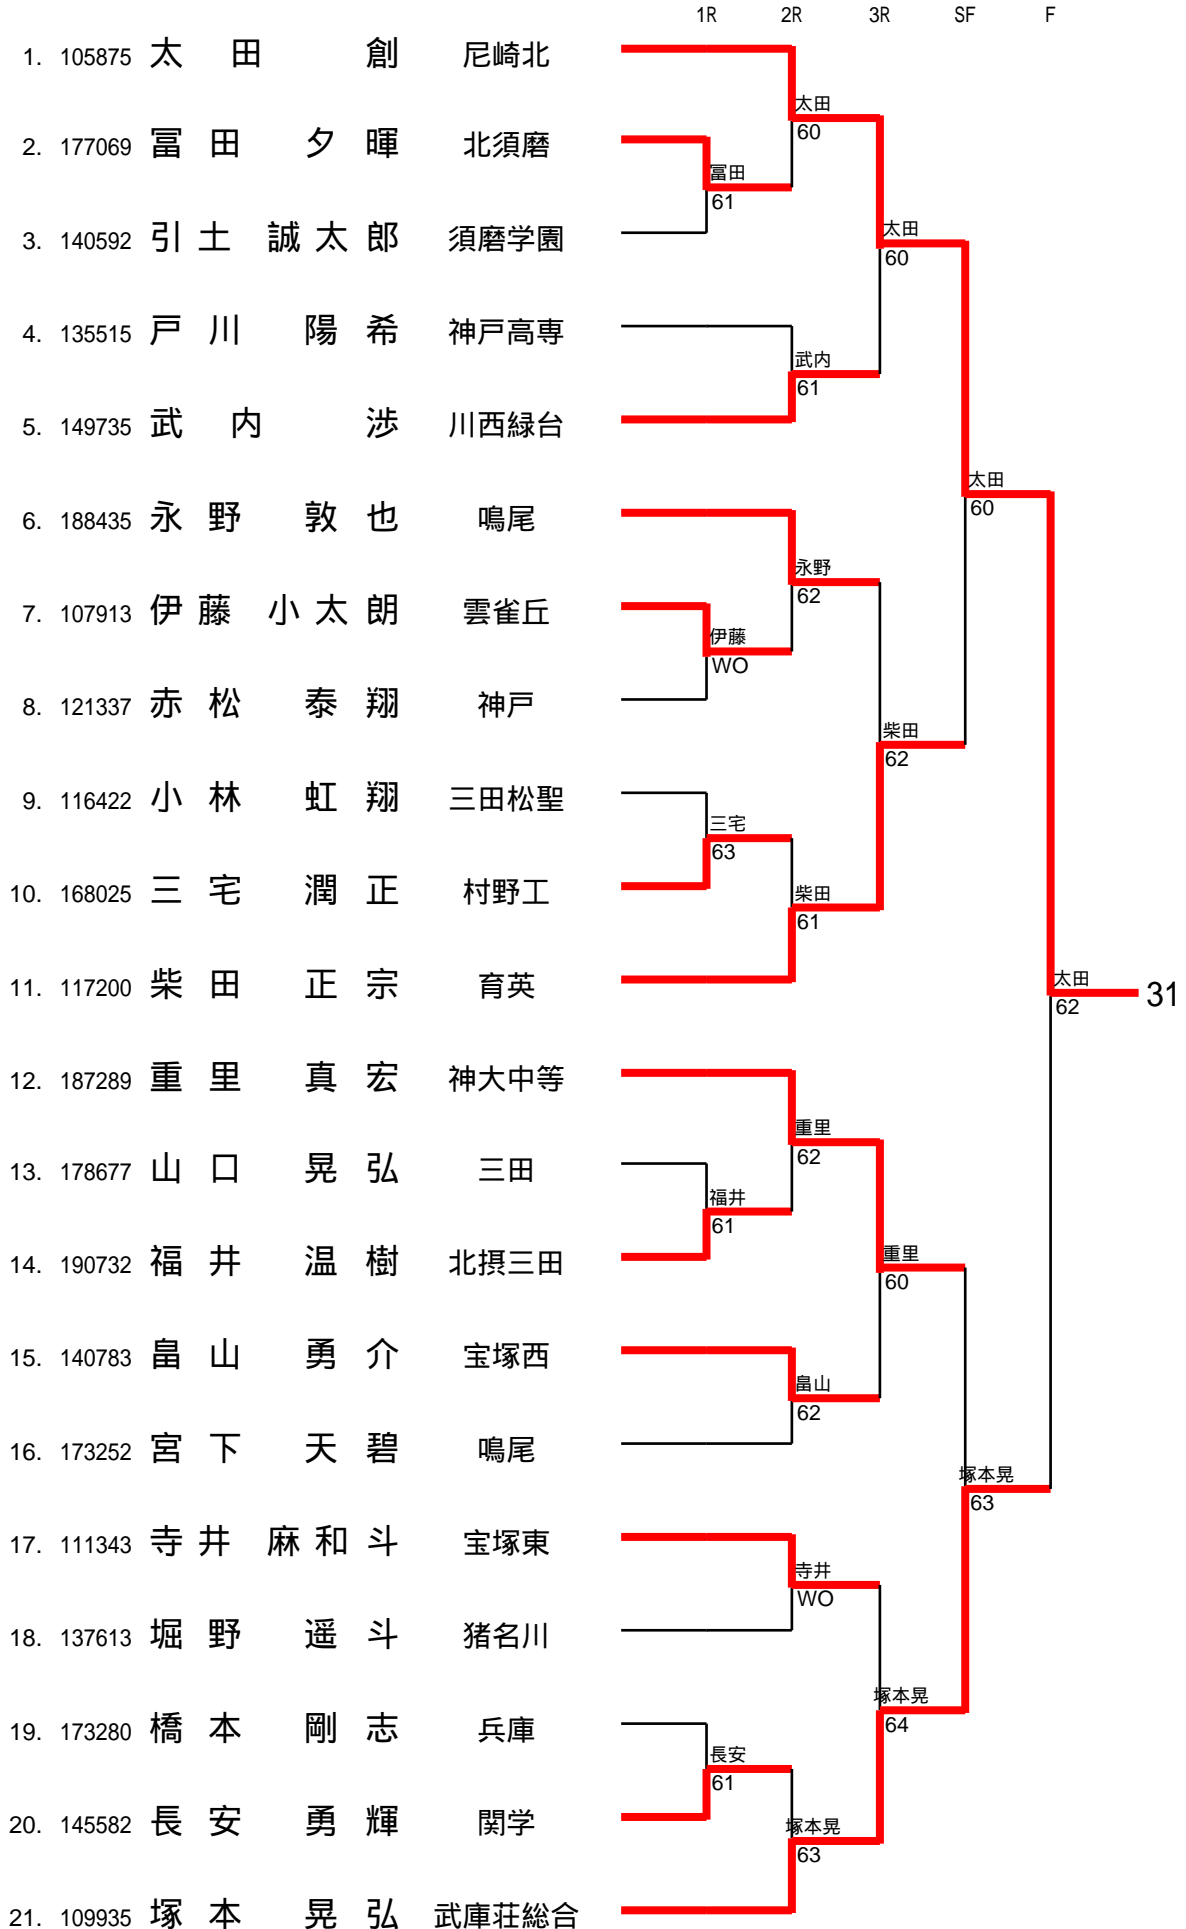 1R 2R 3R SF F
1. 105875 太田 創 尼崎北
太田
60
2. 177069 冨田 夕暉 北須磨
冨田
61
3. 140592 引土 誠太郎 須磨学園
太田
60
4. 135515 戸川 陽希 神戸高専
武内
61
5. 149735 武内 渉 川西緑台
太田
60
6. 188435 永野 敦也 鳴尾
永野
62
7. 107913 伊藤 小太朗 雲雀丘
伊藤
WO
8. 121337 赤松 泰翔 神戸
柴田
62
9. 116422 小林 虹翔 三田松聖
三宅
63
10. 168025 三宅 潤正 村野工
柴田
61
11. 117200 柴田 正宗 育英
太田
62
31
12. 187289 重里 真宏 神大中等
重里
62
13. 178677 山口 晃弘 三田
福井
61
14. 190732 福井 温樹 北摂三田
重里
60
15. 140783 畠山 勇介 宝塚西
畠山
62
16. 173252 宮下 天碧 鳴尾
塚本晃
63
17. 111343 寺井 麻和斗 宝塚東
寺井
WO
18. 137613 堀野 遥斗 猪名川
塚本晃
64
19. 173280 橋本 剛志 兵庫
長安
61
20. 145582 長安 勇輝 関学
塚本晃
63
21. 109935 塚本 晃弘 武庫荘総合